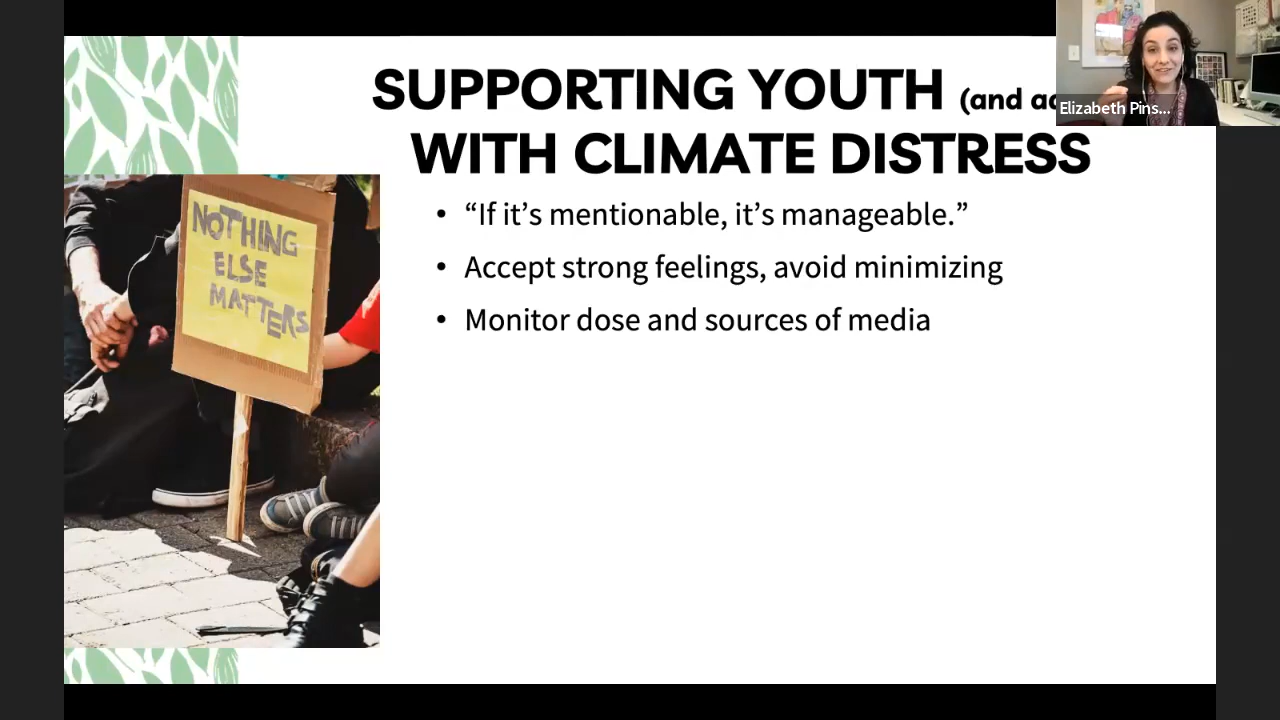 SUPPORTING YOUTH (and
WITH CLIMATE DISTRESS
• “If it’s mentionable, it’s manageable.”
• Accept strong feelings, avoid minimizing
• Monitor dose and sources of media
NOTHING
ELSE
MATTERS
Elizabeth Pins...